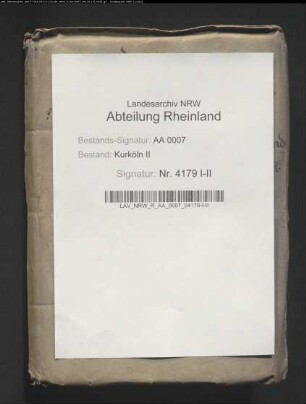 Landesarchiv NRW
Abteilung Rheinland
Bestands-Signatur: AA 0007
Bestand: Kurköln II
Signatur: Nr. 4179 I-II
LAV_NRW_R_AA_0007_04179-I-II